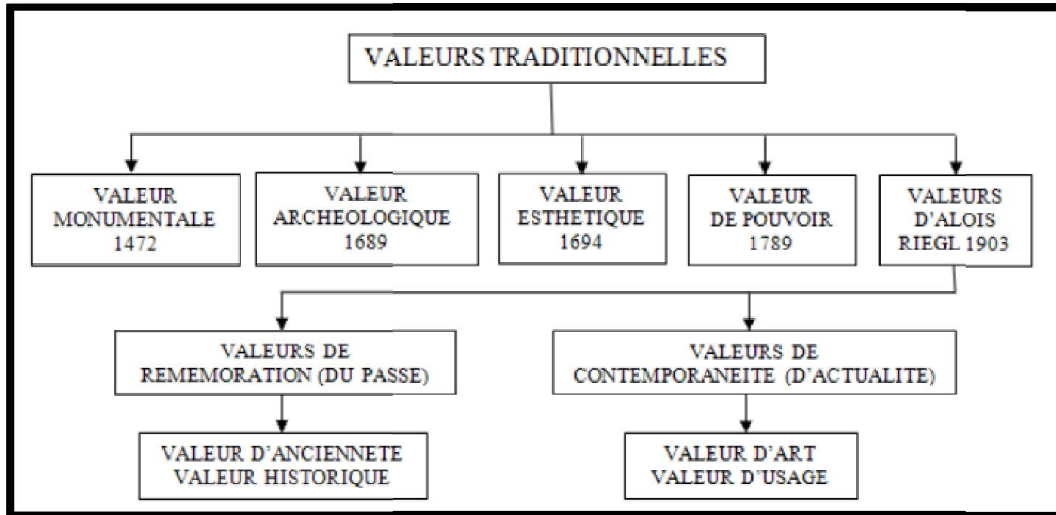 VALEURS TRADITIONNELLES
VALEUR
MONUMENTALE
1472
VALEUR
ARCHEOLOGIQUE
1689
VALEUR
ESTHETIQUE
1694
VALEUR
DE POUVOIR
1789
VALEURS
D'ALOIS
RIEGL 1903
VALEURS DE
REMEMORATION (DU PASSE)
VALEURS DE
CONTEMPORANEITE (D'ACTUALITE)
VALEUR D'ANCIENNETE
VALEUR HISTORIQUE
VALEUR D'ART
VALEUR D'USAGE